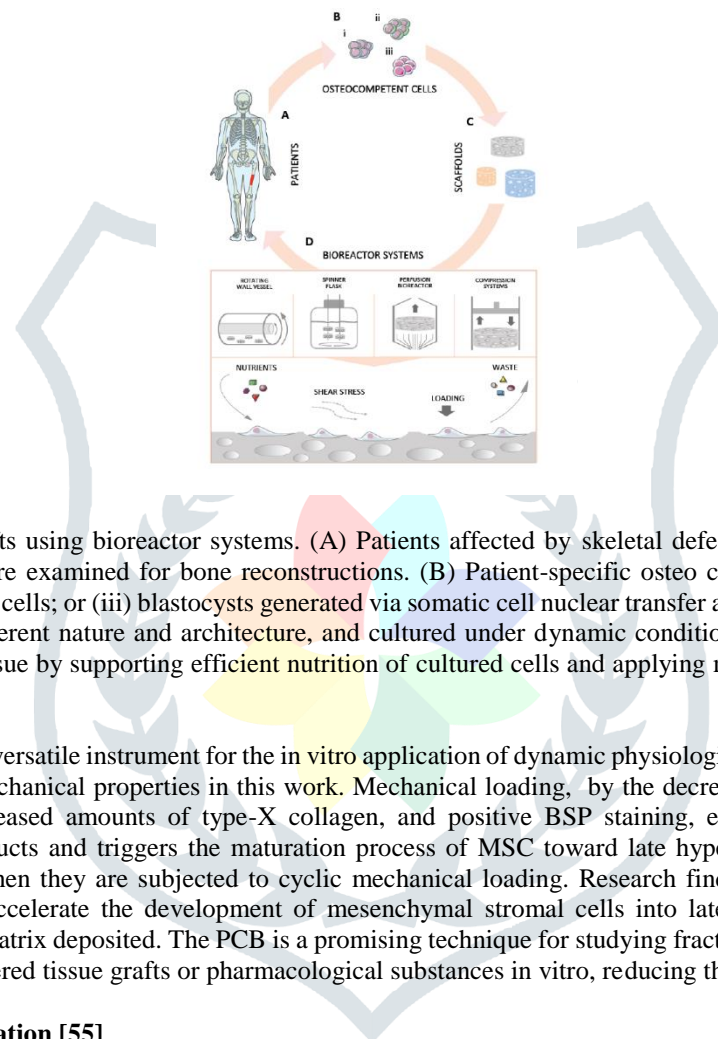 B
ii
i
iii
OSTEOCOMPETENT CELLS
A
C
PATIENTS
SCAFFOLDS
D
BIOREACTOR SYSTEMS
ROTATING WALL VESSEL
SPINNER FLASK
PERFUSION BIOREACTOR
COMPRESSION SYSTEMS
NUTRIENTS
WASTE
SHEAR STRESS
LOADING
ts using bioreactor systems. (A) Patients affected by skeletal defe
re examined for bone reconstructions. (B) Patient-specific osteo c
cells; or (iii) blastocysts generated via somatic cell nuclear transfer a
erent nature and architecture, and cultured under dynamic condition
sue by supporting efficient nutrition of cultured cells and applying
versatile instrument for the in vitro application of dynamic physiologi
chanical properties in this work. Mechanical loading, by the decre
eased amounts of type-X collagen, and positive BSP staining, e
ucts and triggers the maturation process of MSC toward late hype
hen they are subjected to cyclic mechanical loading. Research find
ccelerate the development of mesenchymal stromal cells into late
atrix deposited. The PCB is a promising technique for studying fract
ered tissue grafts or pharmacological substances in vitro, reducing th
ation [55]